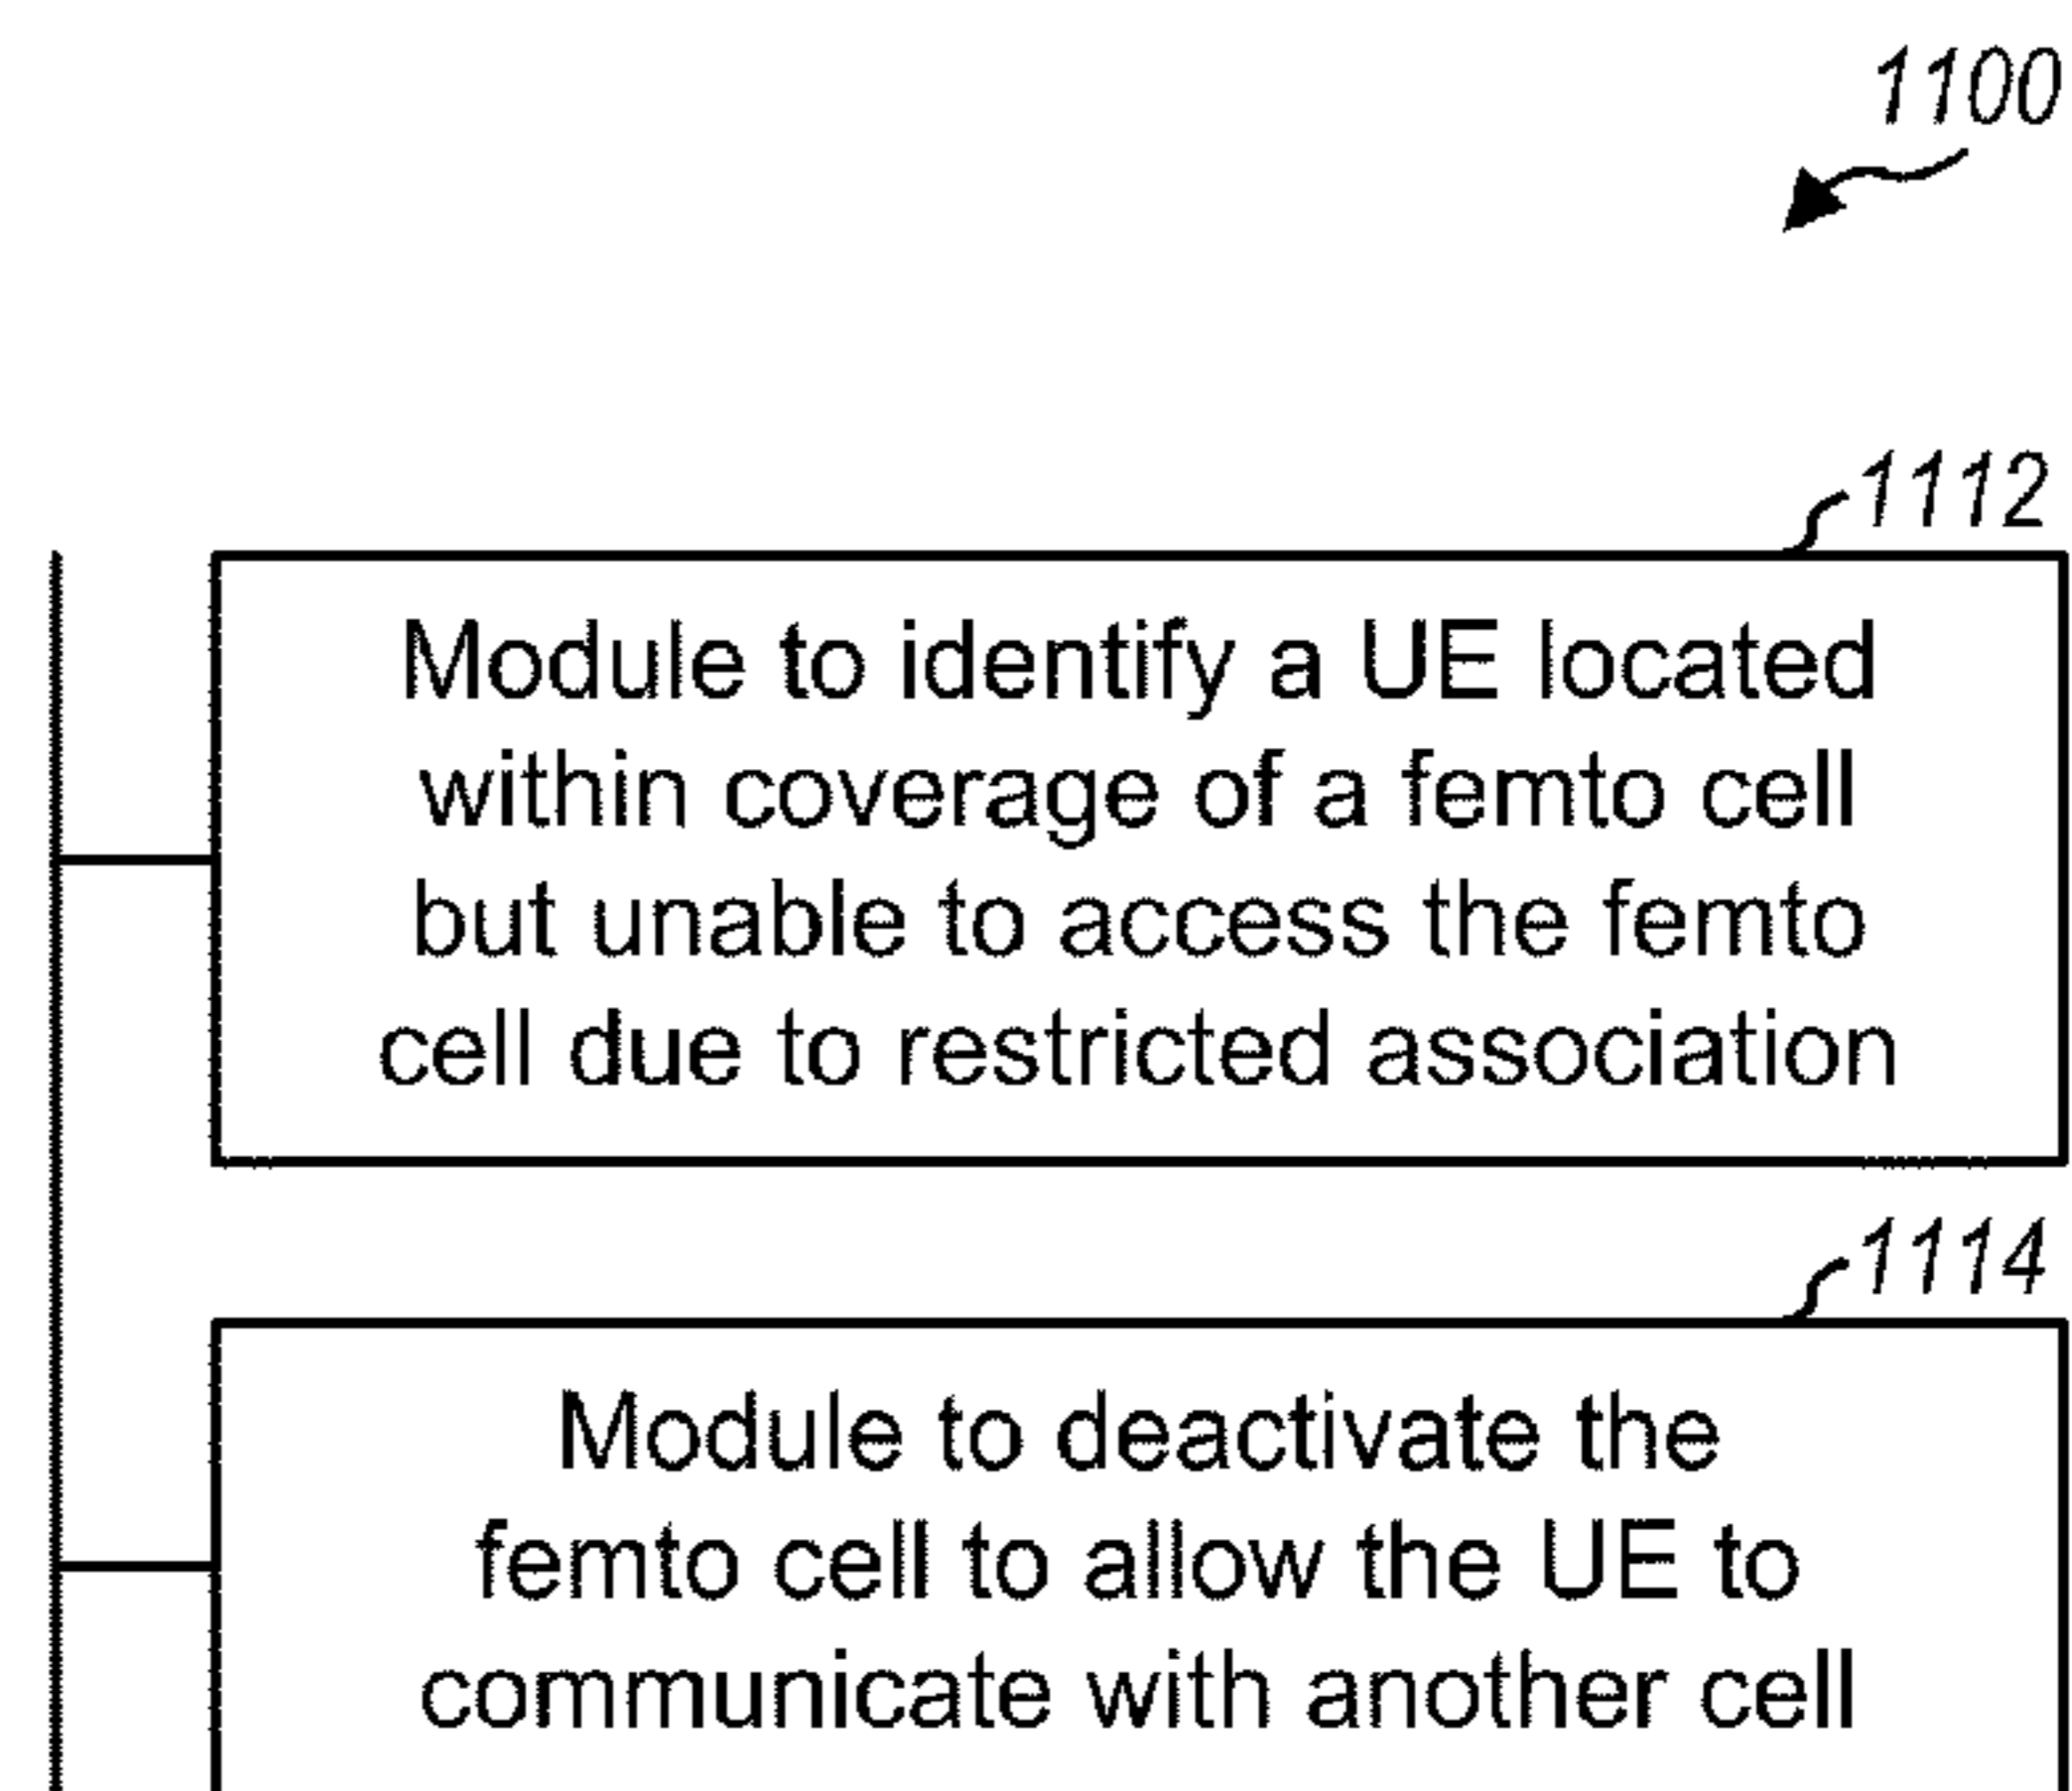 1100
1112
Module to identify a UE located
within coverage of a femto cell
but unable to access the femto
cell due to restricted association
1114
Module to deactivate the
femto cell to allow the UE to
communicate with another cell